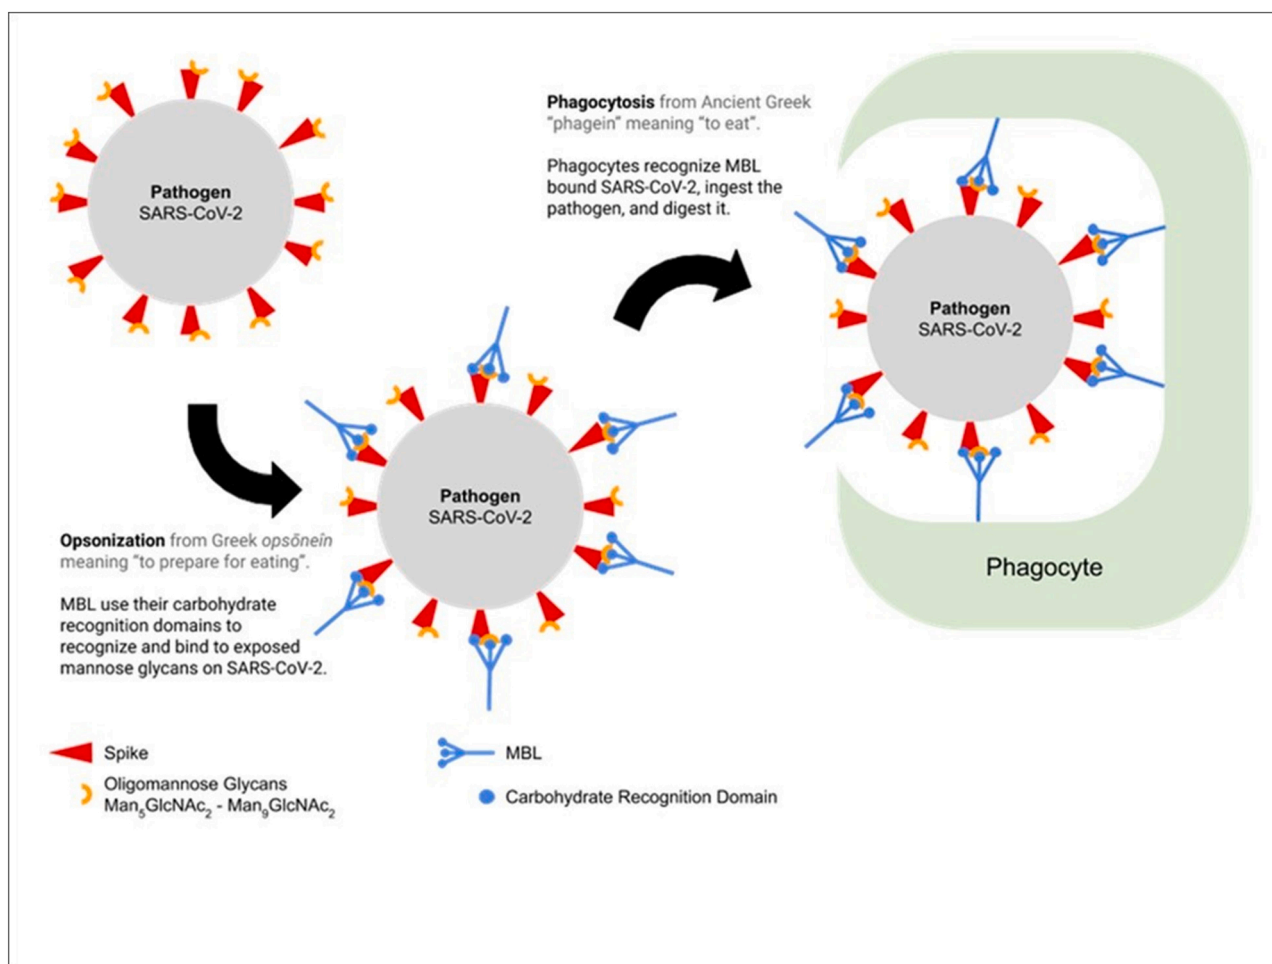 Pathogen
SARS-CoV-2
Opsonization from Greek opsōneîn
meaning “to prepare for eating”.
MBL use their carbohydrate
recognition domains to
recognize and bind to exposed
mannose glycans on SARS-CoV-2.
Pathogen
SARS-CoV-2
Phagocytosis from Ancient Greek
“phagein” meaning “to eat”.
Phagocytes recognize MBL
bound SARS-CoV-2, ingest the
pathogen, and digest it.
Pathogen
SARS-CoV-2
Phagocyte
Spike
Oligomannose Glycans
Man₅GlcNAc₂ - Man₉GlcNAc₂
MBL
Carbohydrate Recognition Domain